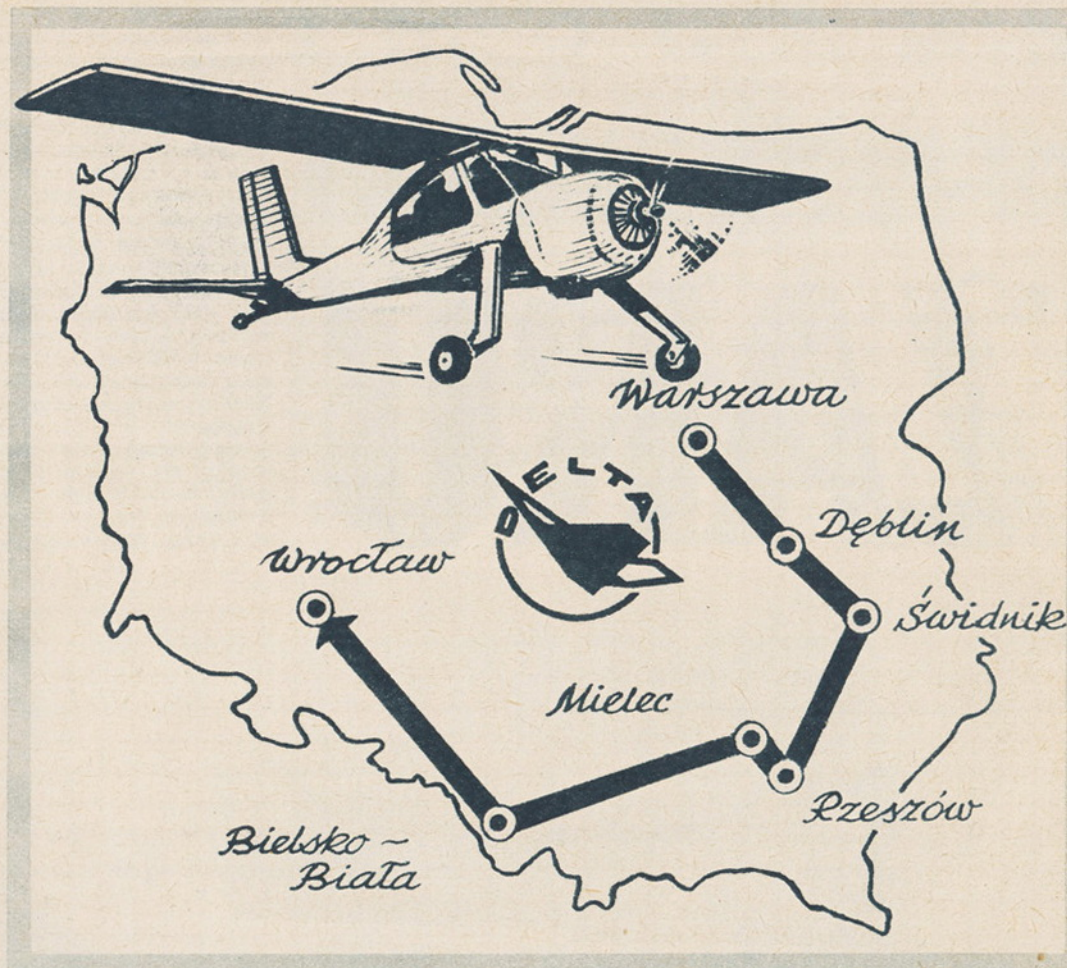 Warszawa
DELTA
Dęblin
Wrocław
Świdnik
Mielec
Rzeszów
Bielsko-
Biała